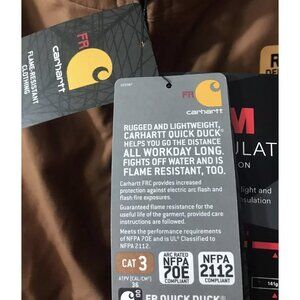 FR
carhartt
FLAME-RESISTANT
CLOTHING
FR
carhartt
RUGGED AND LIGHTWEIGHT,
CARHARTT QUICK DUCK®
HELPS YOU GO THE DISTANCE
ALL WORKDAY LONG.
FIGHTS OFF WATER AND IS
FLAME RESISTANT, TOO.
Carhartt FRC provides increased
protection against electric arc flash and
flash fire exposures.
Guaranteed flame resistance for the
useful life of the garment, provided care
instructions are followed.
Meets the performance requirements
of NFPA 70E and is UL® Classified to
NFPA 2112.
CAT 3
ATPV (CAL/CM²)
36
ARC RATED
NFPA
70E
COMPLIANT
NFPA
2112
COMPLIANT
FR QUICK DUCK
M
ULAT
ON
light and
nsulation